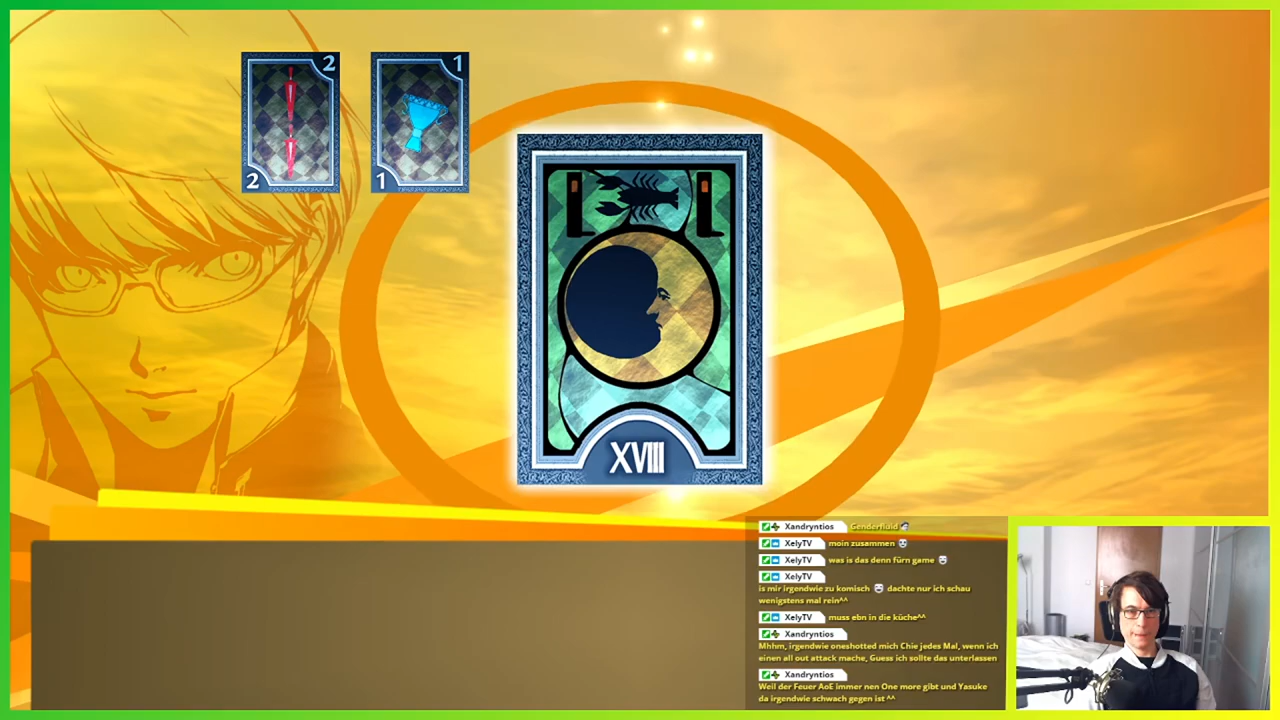 2
2
1
1
XVIII
Xandryntios Genderfluid
XelyTV moin zusammen
XelyTV was is das denn fürn game
XelyTV
is mir irgendwie zu komisch dachte nur ich schau
wenigstens mal rein^^
XelyTV muss ebn in die küche^^
Xandryntios
Mhhm, irgendwie oneshotted mich Chie jedes Mal, wenn ich
einen all out attack mache, Guess ich sollte das unterlassen
Xandryntios
Weil der Feuer AoE immer nen One more gibt und Yasuke
da irgendwie schwach gegen ist ^^